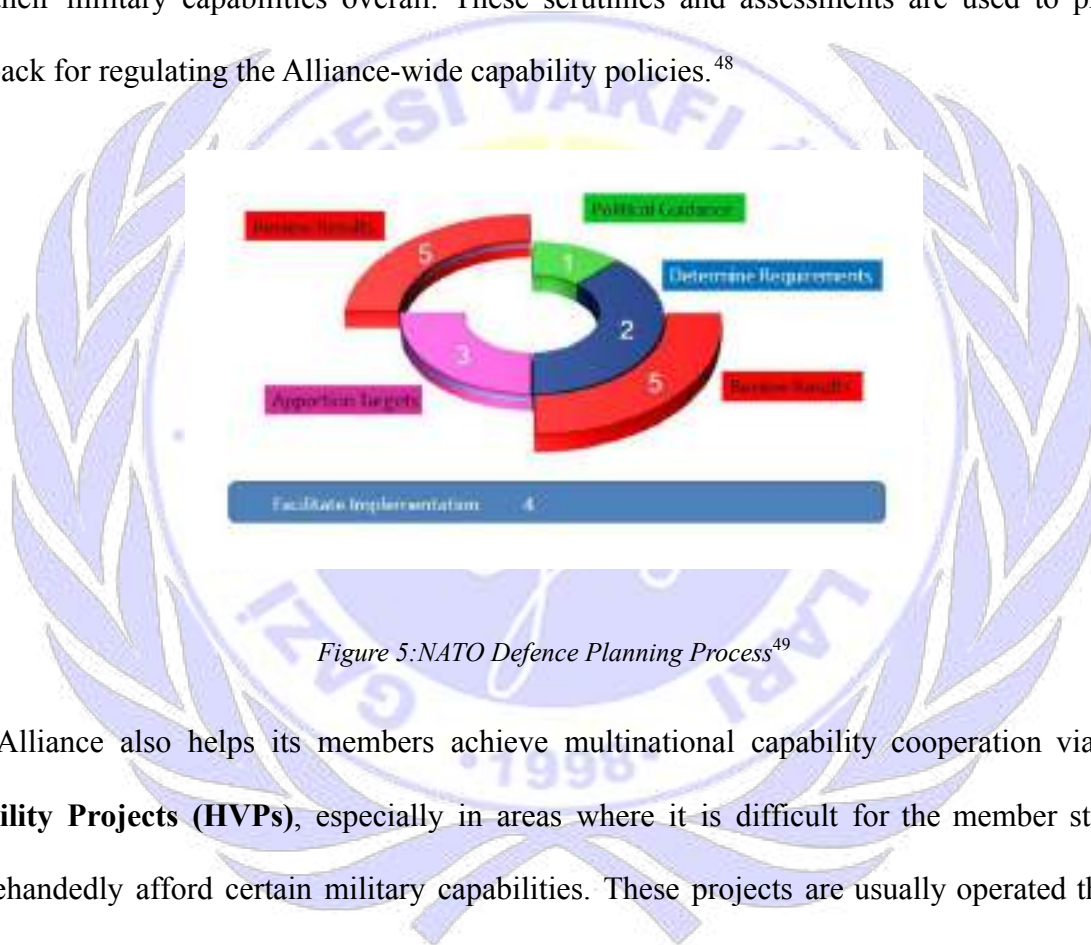 their military capabilities overall. These scrutinies and assessments are used to
back for regulating the Alliance-wide capability policies.48
Political Guidance
Review Results
5
1
Determine Requirements
2
3
5
Apportion Targets
Review Results
Facilitate Implementation 4
Figure 5:NATO Defence Planning Process49
Alliance also helps its members achieve multinational capability cooperation via
ility Projects (HVPs), especially in areas where it is difficult for the member
ehandedly afford certain military capabilities. These projects are usually operated
VAKFI
GAZİ
LARI
1998